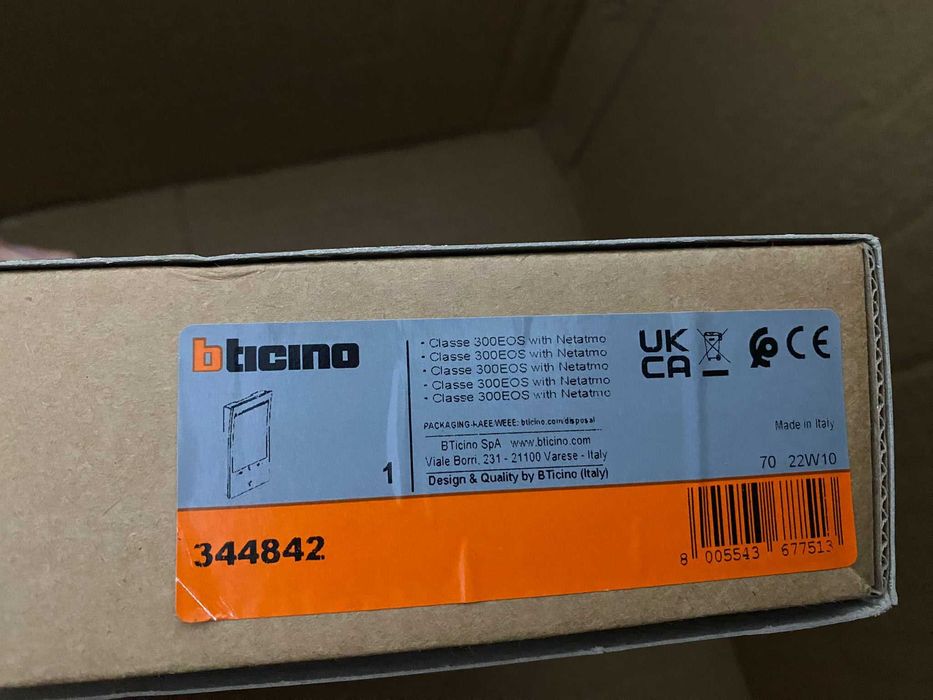 bticino
• Classe 300EOS with Netatmo
• Classe 300EOS with Netatmo
• Classe 300EOS with Netatmo
• Classe 300EOS with Netatmo
• Classe 300EOS with Netatmo
UK
CA
CE
PACKAGING-RAEE/WEEE: bticino.com/disposal
BTicino SpA www.bticino.com
Viale Borri, 231 - 21100 Varese - Italy
Design & Quality by BTicino (Italy)
1
Made in Italy
70 22W10
344842
8 005543 677513